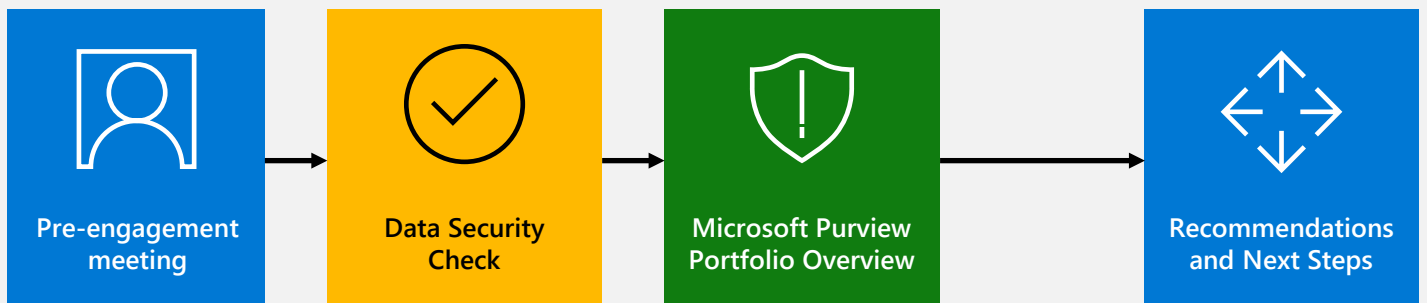 Pre-engagement
meeting
Data Security
Check
Microsoft Purview
Portfolio Overview
Recommendations
and Next Steps